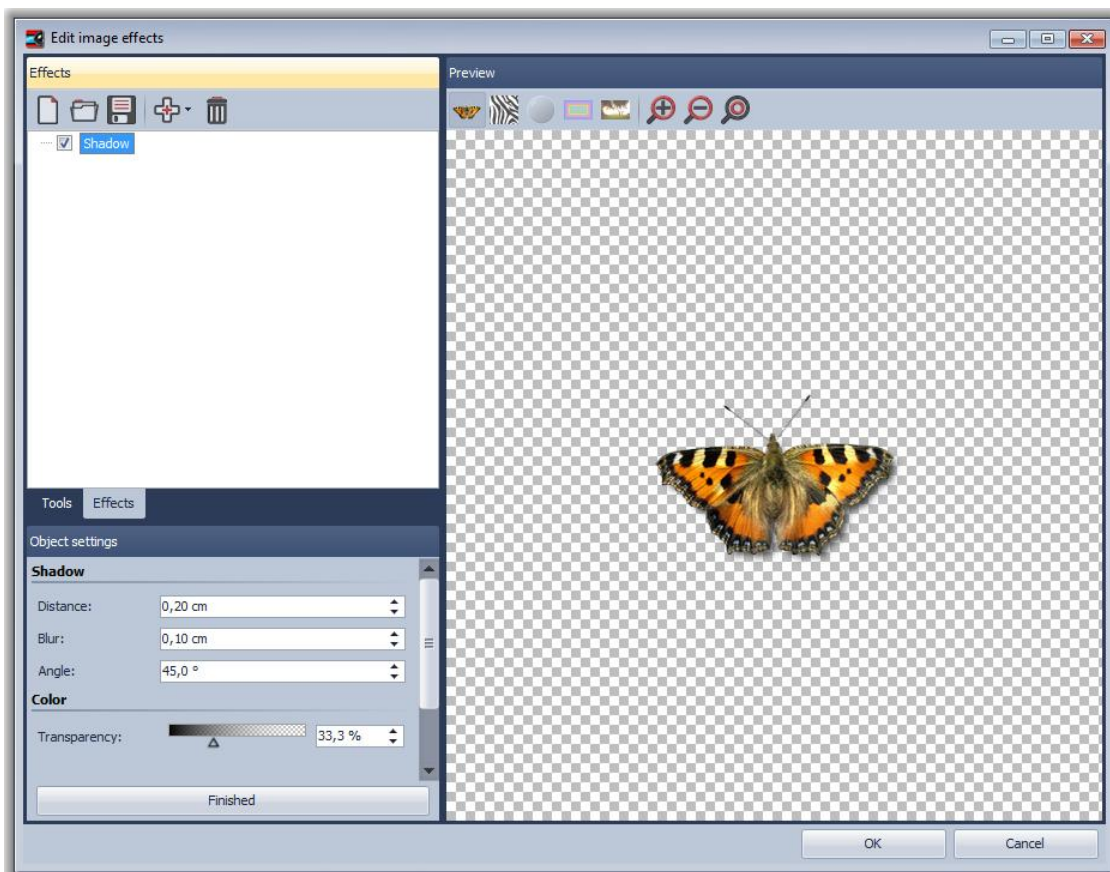 Edit image effects
Effects
Preview
Shadow
Tools Effects
Object settings
Shadow
Distance: 0,20 cm
Blur: 0,10 cm
Angle: 45,0 °
Color
Transparency: 33,3 %
Finished
OK Cancel